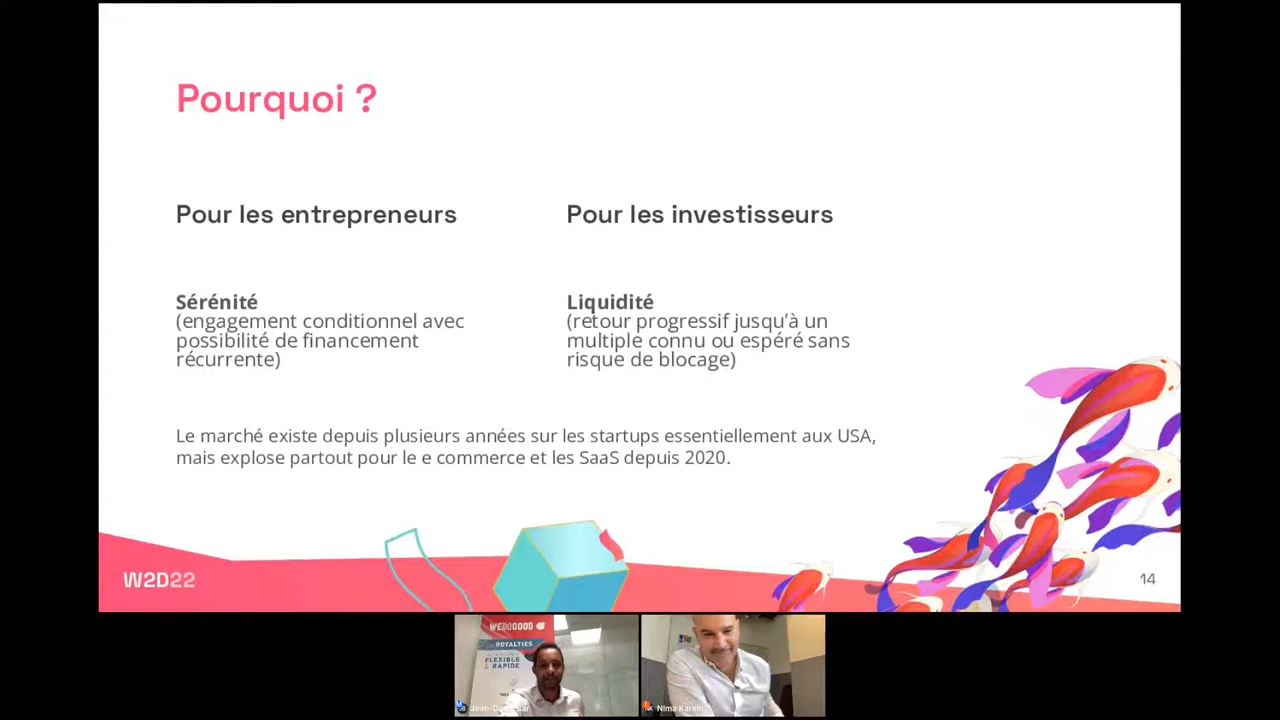 Pourquoi ?
Pour les entrepreneurs
Pour les investisseurs
Sérénité
(engagement conditionnel avec
possibilité de financement
récurrente)
Liquidité
(retour progressif jusqu’à un
multiple connu ou espéré sans
risque de blocage)
Le marché existe depuis plusieurs années sur les startups essentiellement aux USA,
mais explose partout pour le e commerce et les SaaS depuis 2020.
W2D22
14
WEDOGOOD
ROYALTIES
FLEXIBLE
& RAPIDE
Nima Karimi